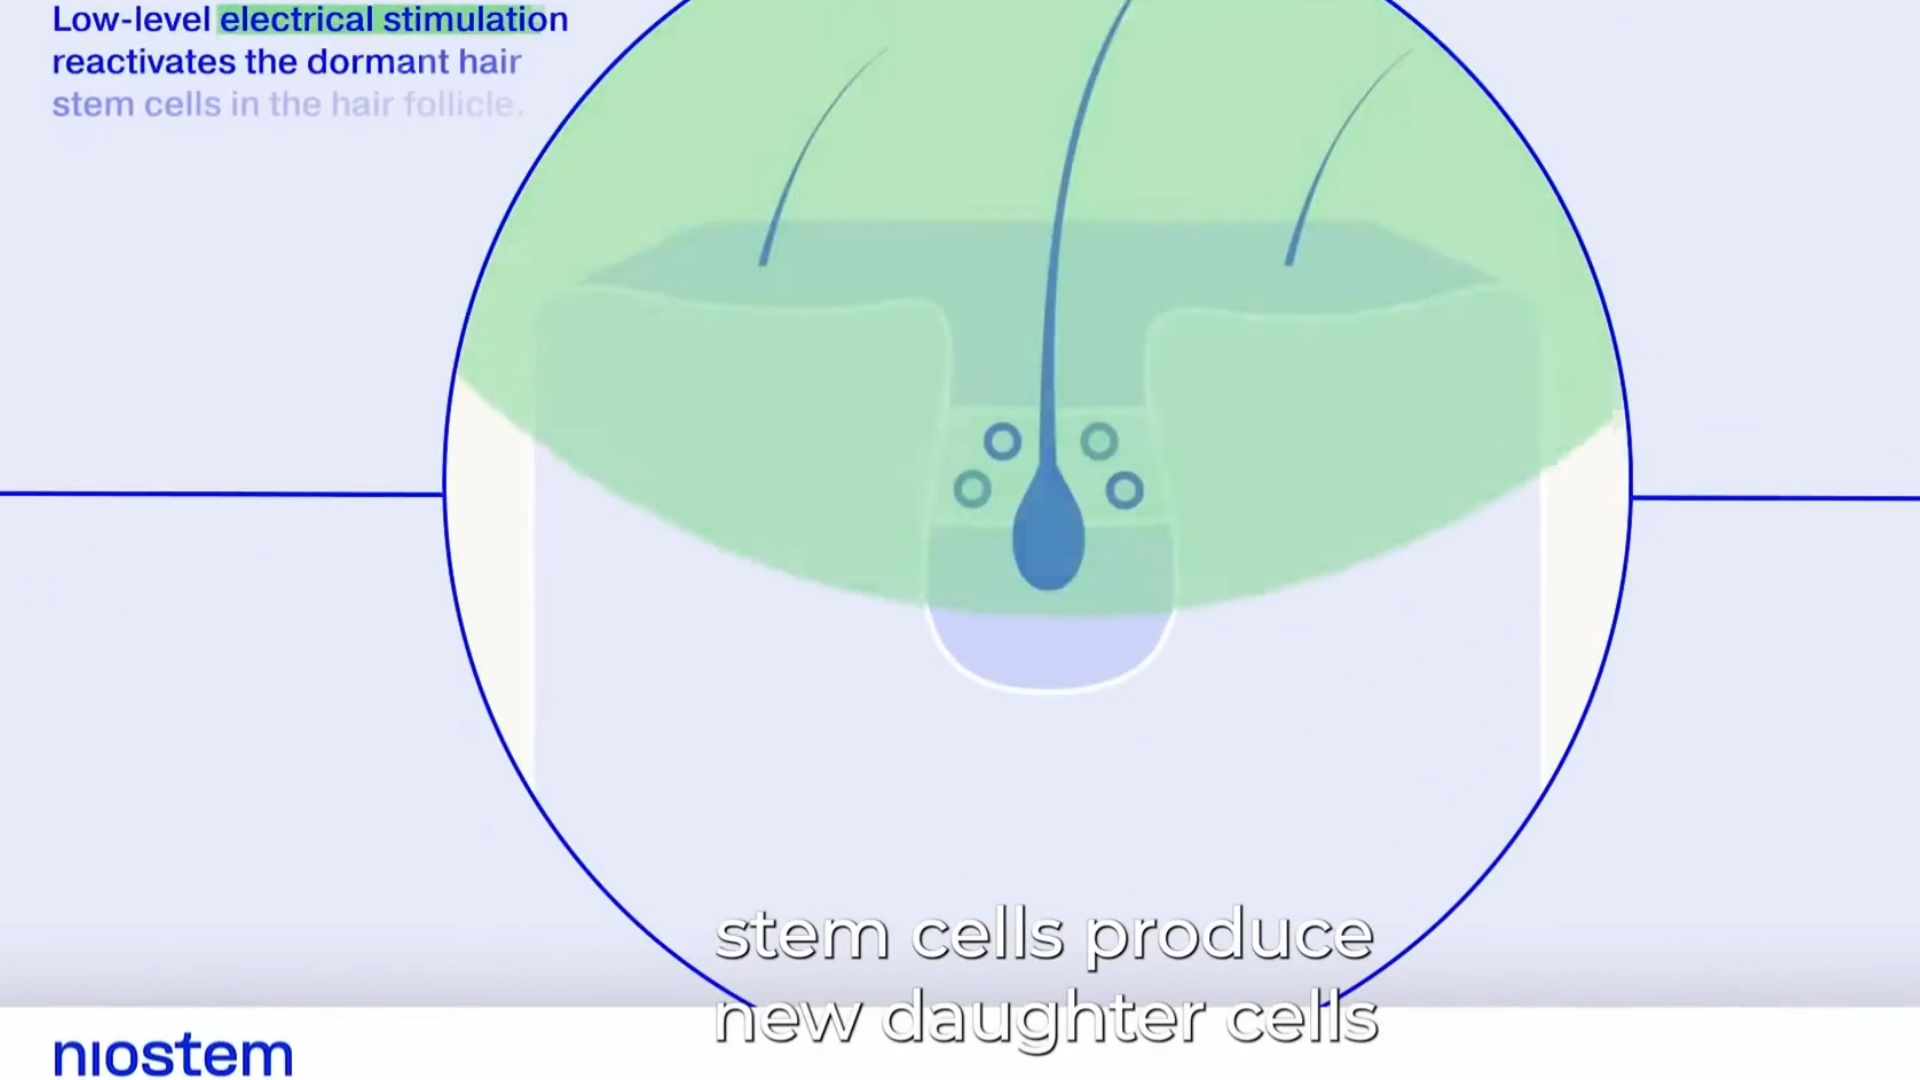 Low-level electrical stimulation
reactivates the dormant hair
stem cells in the hair follicle.
stem cells produce
new daughter cells
niostem